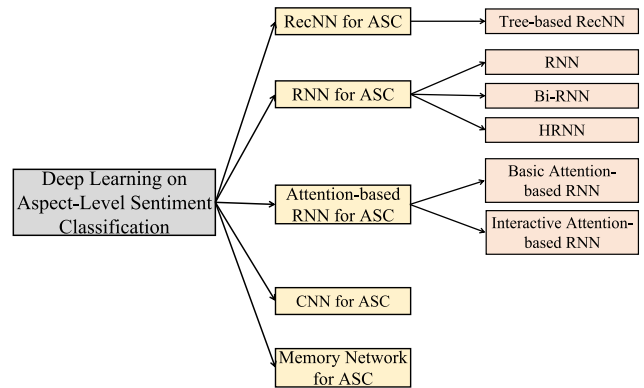 RecNN for ASC
Tree-based RecNN
RNN for ASC
RNN
Bi-RNN
HRNN
Deep Learning on
Aspect-Level Sentiment
Classification
Attention-based
RNN for ASC
Basic Attention-
based RNN
Interactive Attention-
based RNN
CNN for ASC
Memory Network
for ASC